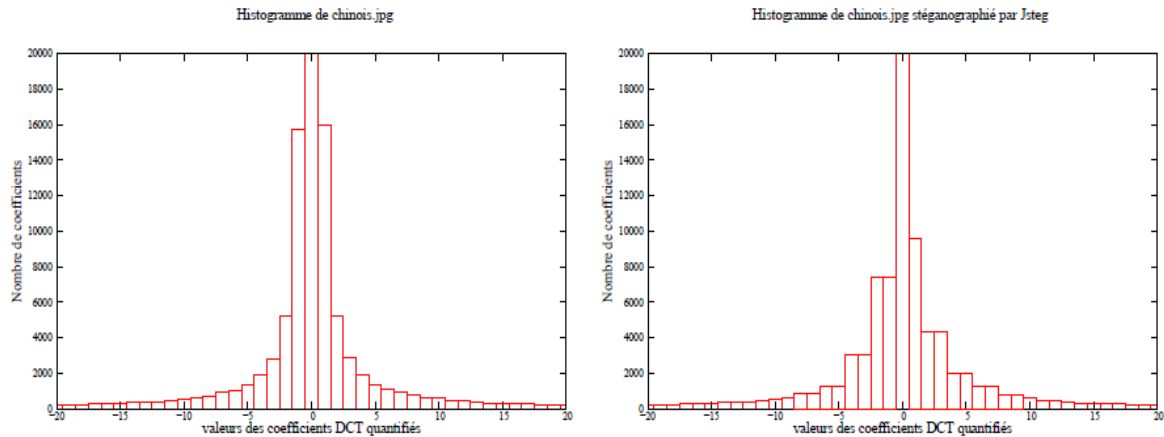 Histogramme de chinois.jpg
20000
18000
16000
14000
12000
10000
8000
6000
4000
2000
0
Nombre de coefficients
−20 −15 −10 −5 0 5 10 15 20
valeurs des coefficients DCT quantifiés
Histogramme de chinois.jpg stéganographié par Jsteg
20000
18000
16000
14000
12000
10000
8000
6000
4000
2000
0
Nombre de coefficients
−20 −15 −10 −5 0 5 10 15 20
valeurs des coefficients DCT quantifiés